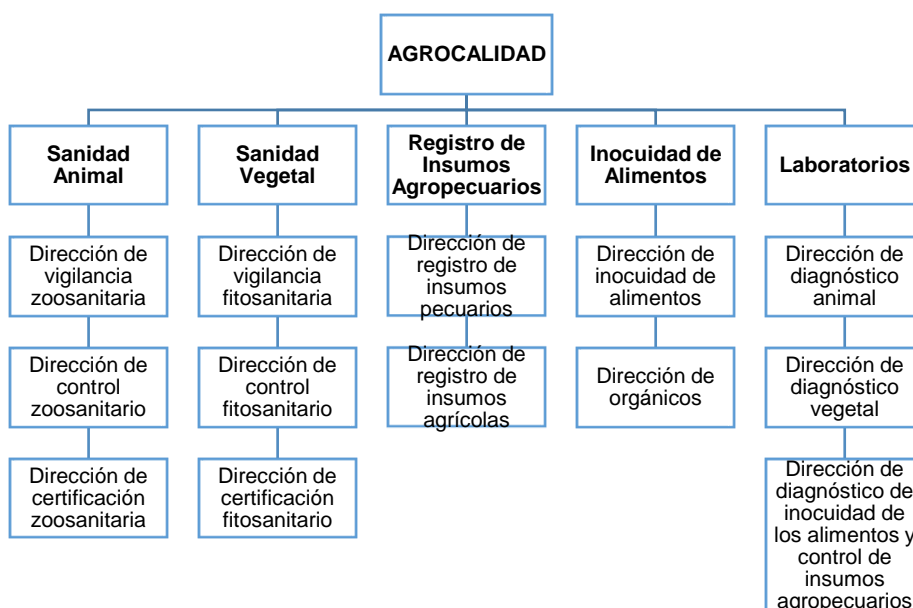 AGROCALIDAD
Sanidad
Animal
Sanidad
Vegetal
Registro de
Insumos
Agropecuarios
Inocuidad de
Alimentos
Laboratorios
Dirección de
vigilancia
zoosanitaria
Dirección de
vigilancia
fitosanitaria
Dirección de
registro de
insumos
pecuarios
Dirección de
inocuidad de
alimentos
Dirección de
diagnóstico
animal
Dirección de
control
zoosanitario
Dirección de
control
fitosanitario
Dirección de
registro de
insumos
agrícolas
Dirección de
orgánicos
Dirección de
diagnóstico
vegetal
Dirección de
certificación
zoosanitaria
Dirección de
certificación
fitosanitario
Dirección de
diagnóstico de
inocuidad de
los alimentos y
control de
insumos
agropecuarios